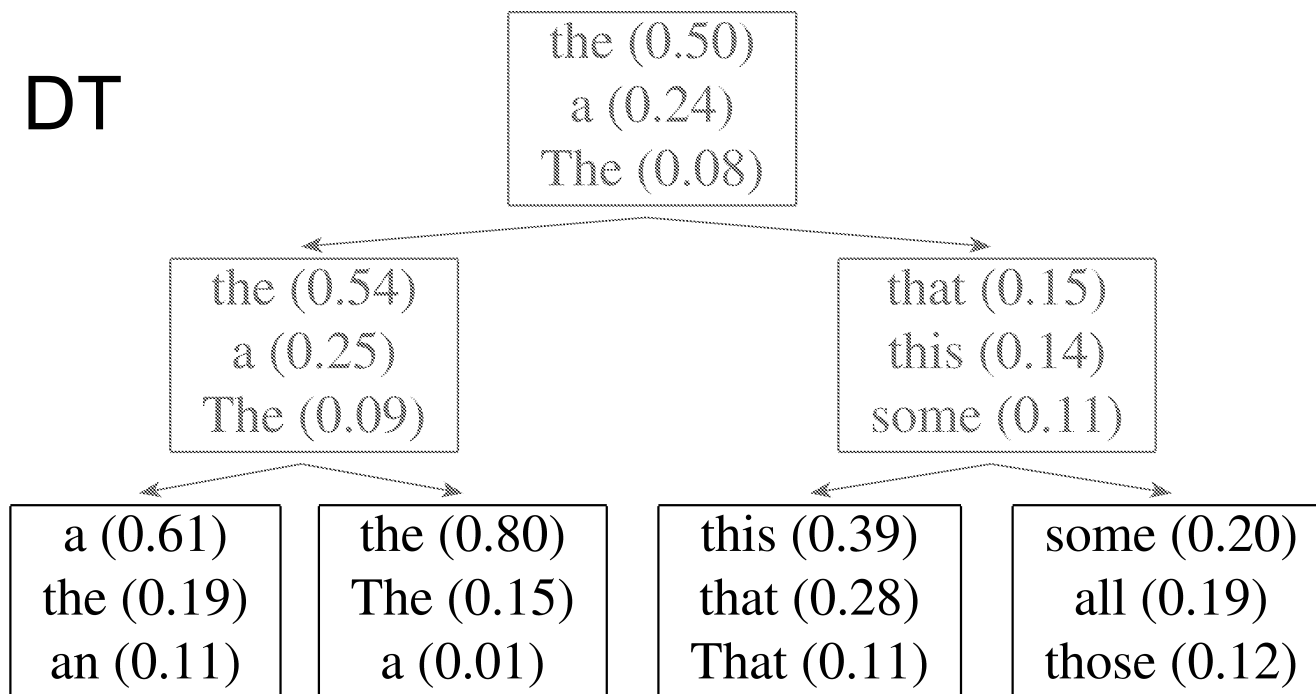 DT
the (0.50)
a (0.24)
The (0.08)
the (0.54)
a (0.25)
The (0.09)
that (0.15)
this (0.14)
some (0.11)
a (0.61)
the (0.19)
an (0.11)
the (0.80)
The (0.15)
a (0.01)
this (0.39)
that (0.28)
That (0.11)
some (0.20)
all (0.19)
those (0.12)